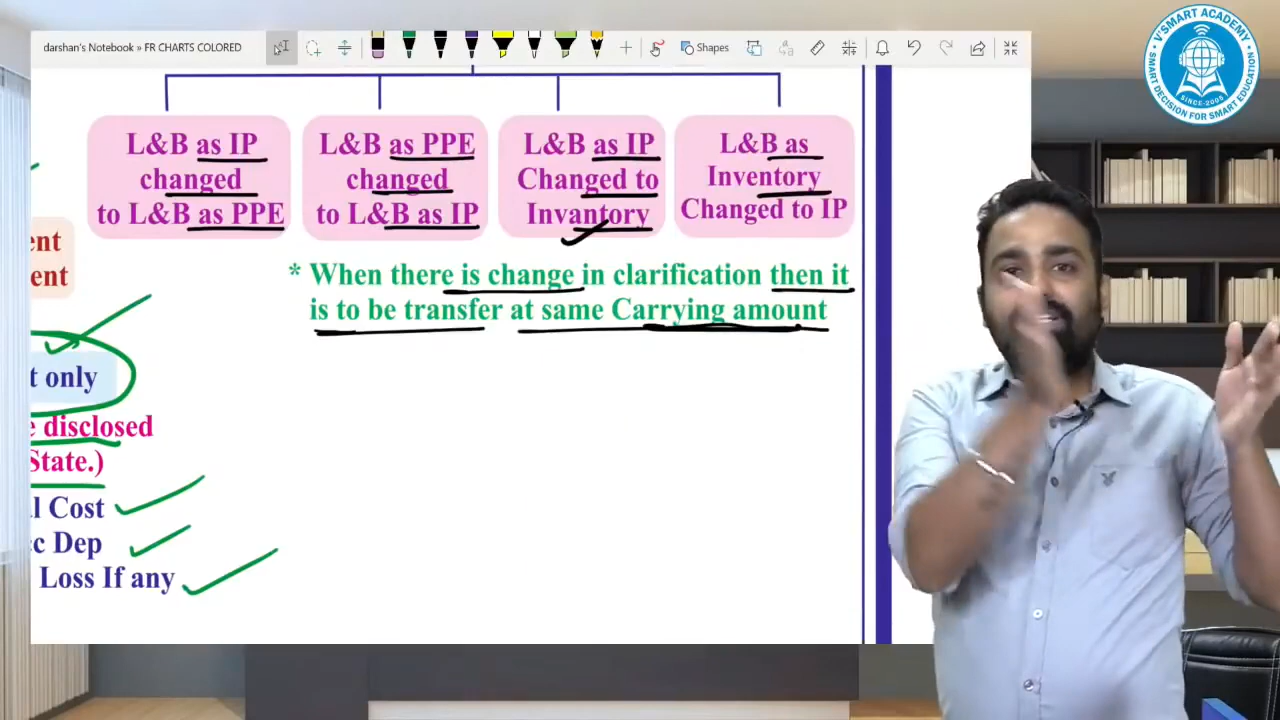 darshan's Notebook » FR CHARTS COLORED
Shapes
V'SMART ACADEMY
SMART DECISION FOR SMART EDUCATION
SINCE-2005
L&B as IP
changed
to L&B as PPE
L&B as PPE
changed
to L&B as IP
L&B as IP
Changed to
Invantory
L&B as
Inventory
Changed to IP
* When there is change in clarification then it
is to be transfer at same Carrying amount
ent
ent
t only
e disclosed
State.)
l Cost
c Dep
Loss If any